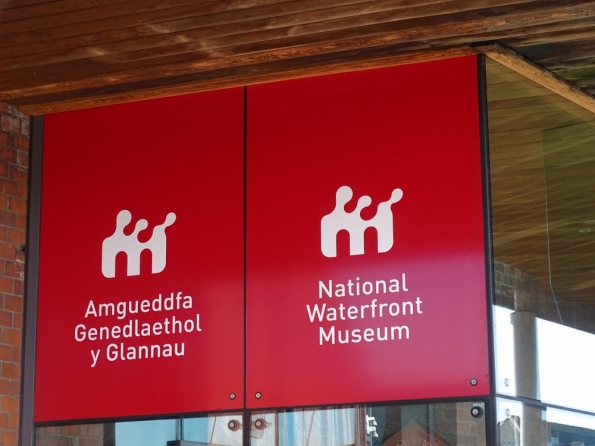 Amgueddfa
Genedlaethol
y Glannau
National
Waterfront
Museum